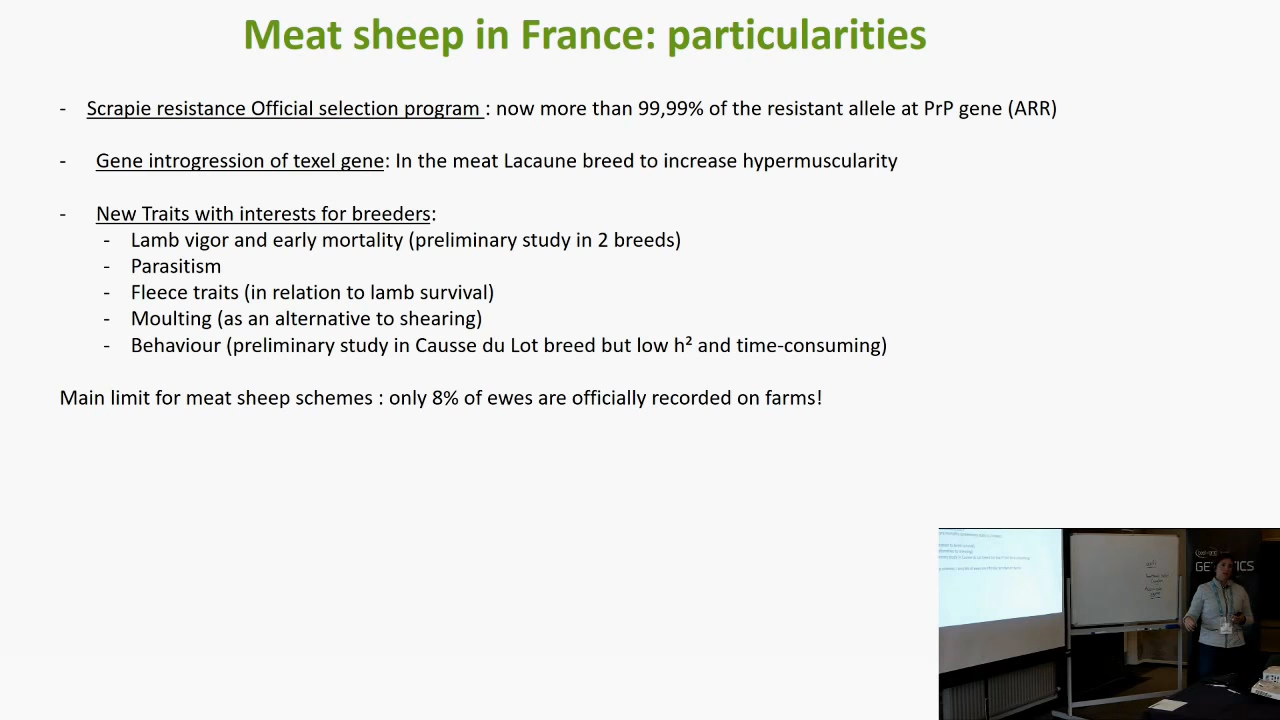 Meat sheep in France: particularities
- Scrapie resistance Official selection program : now more than 99,99% of the resistant allele at PrP gene (ARR)
- Gene introgression of texel gene: In the meat Lacaune breed to increase hypermuscularity
- New Traits with interests for breeders:
- Lamb vigor and early mortality (preliminary study in 2 breeds)
- Parasitism
- Fleece traits (in relation to lamb survival)
- Moulting (as an alternative to shearing)
- Behaviour (preliminary study in Causse du Lot breed but low h² and time-consuming)
Main limit for meat sheep schemes : only 8% of ewes are officially recorded on farms!